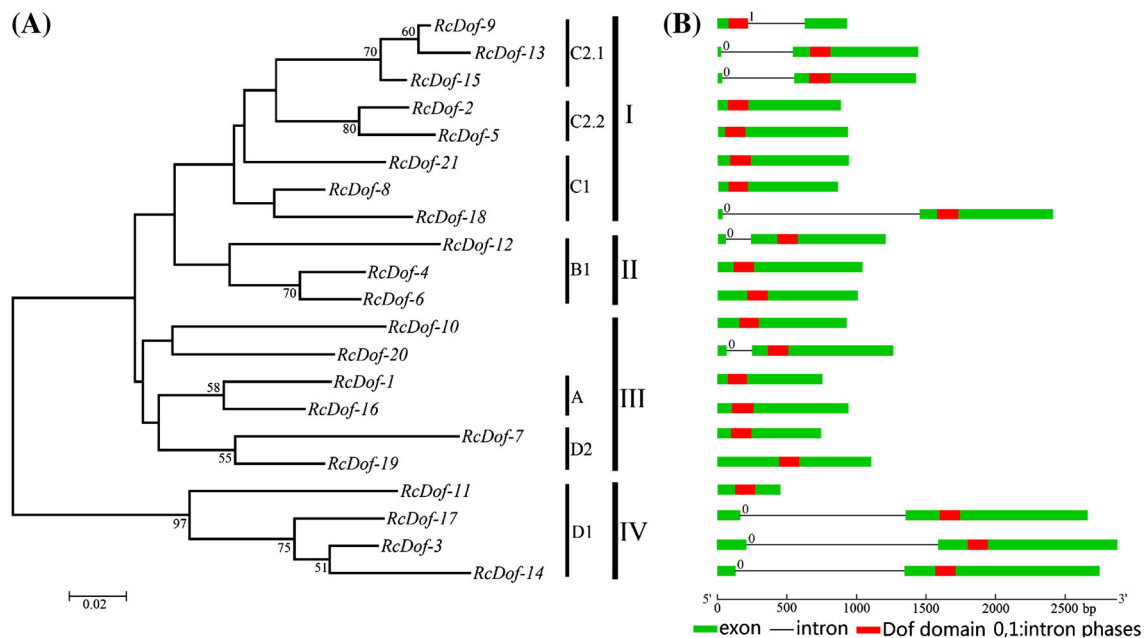 (A)
(B)
RcDof-9
RcDof-13
RcDof-15
RcDof-2
RcDof-5
RcDof-21
RcDof-8
RcDof-18
RcDof-12
RcDof-4
RcDof-6
RcDof-10
RcDof-20
RcDof-1
RcDof-16
RcDof-7
RcDof-19
RcDof-11
RcDof-17
RcDof-3
RcDof-14
60
70
80
70
58
55
97
75
51
0.02
C2.1
C2.2
C1
B1
A
D2
D1
I
II
III
IV
1
0
0
0
0
0
0
0
0
5' 3'
0 500 1000 1500 2000 2500 bp
exon intron Dof domain 0,1:intron phases